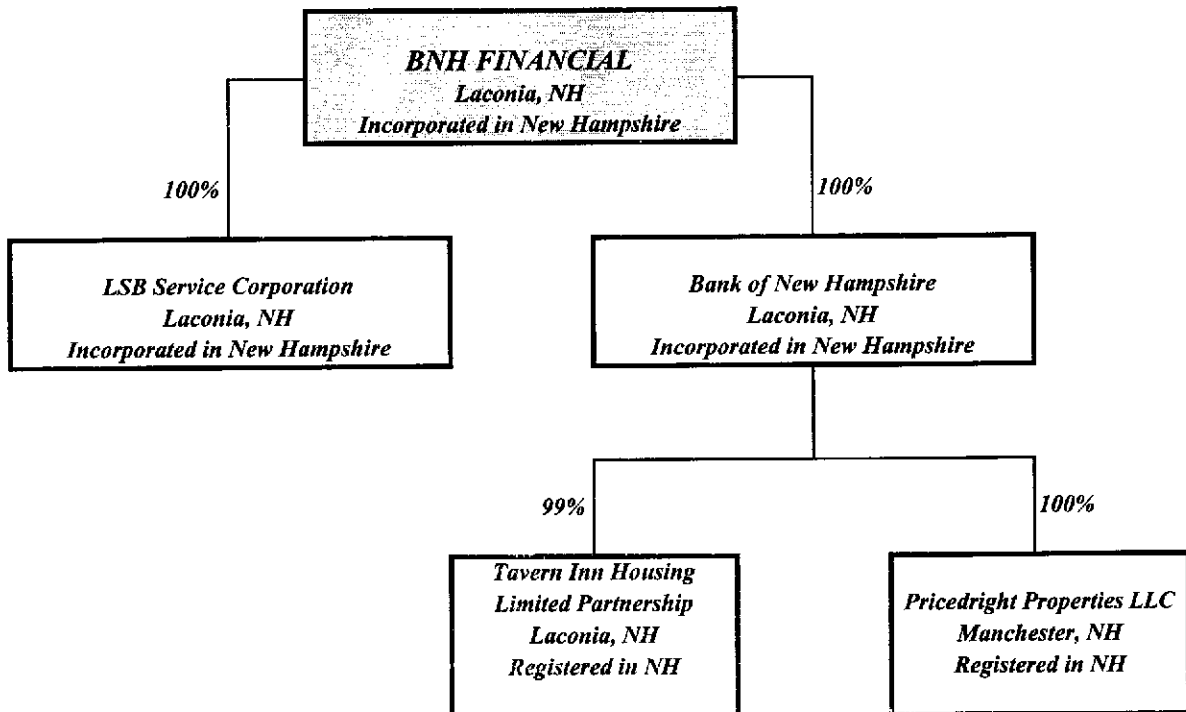 BNH FINANCIAL
Laconia, NH
Incorporated in New Hampshire
100%
100%
LSB Service Corporation
Laconia, NH
Incorporated in New Hampshire
Bank of New Hampshire
Laconia, NH
Incorporated in New Hampshire
99%
100%
Tavern Inn Housing
Limited Partnership
Laconia, NH
Registered in NH
Pricedright Properties LLC
Manchester, NH
Registered in NH